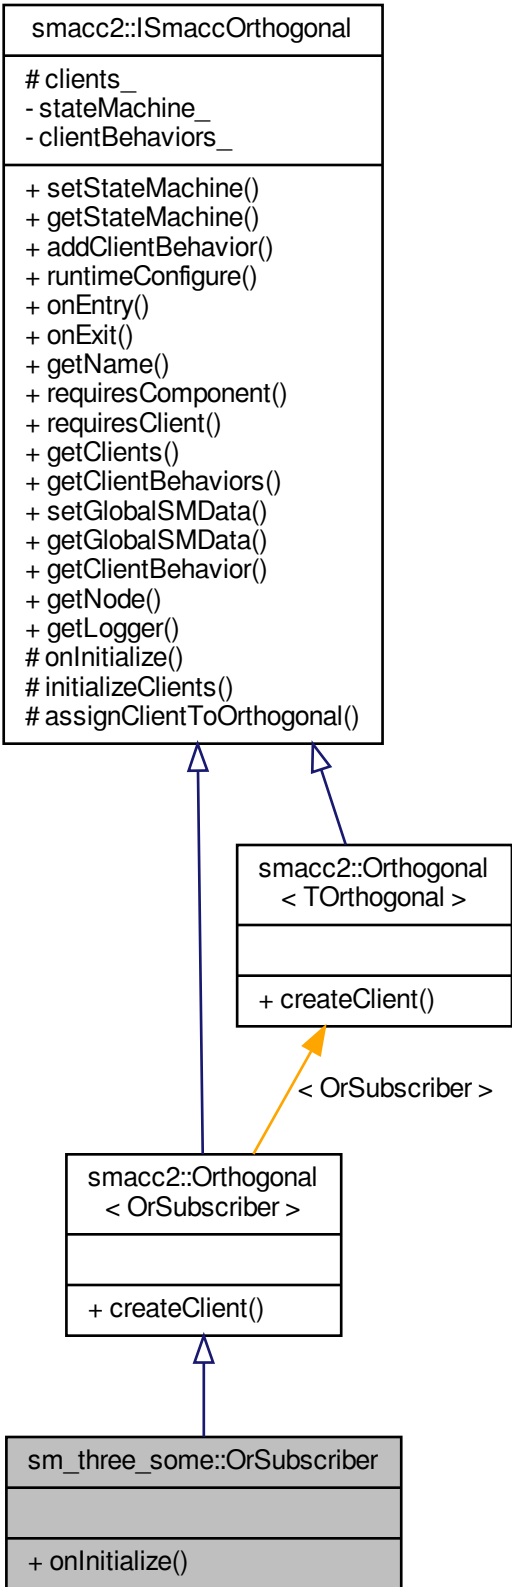 smacc2::ISmaccOrthogonal
# clients_
- stateMachine_
- clientBehaviors_
+ setStateMachine()
+ getStateMachine()
+ addClientBehavior()
+ runtimeConfigure()
+ onEntry()
+ onExit()
+ getName()
+ requiresComponent()
+ requiresClient()
+ getClients()
+ getClientBehaviors()
+ setGlobalSMData()
+ getGlobalSMData()
+ getClientBehavior()
+ getNode()
+ getLogger()
# onInitialize()
# initializeClients()
# assignClientToOrthogonal()
smacc2::Orthogonal
< TOrthogonal >
+ createClient()
< OrSubscriber >
smacc2::Orthogonal
< OrSubscriber >
+ createClient()
sm_three_some::OrSubscriber
+ onInitialize()